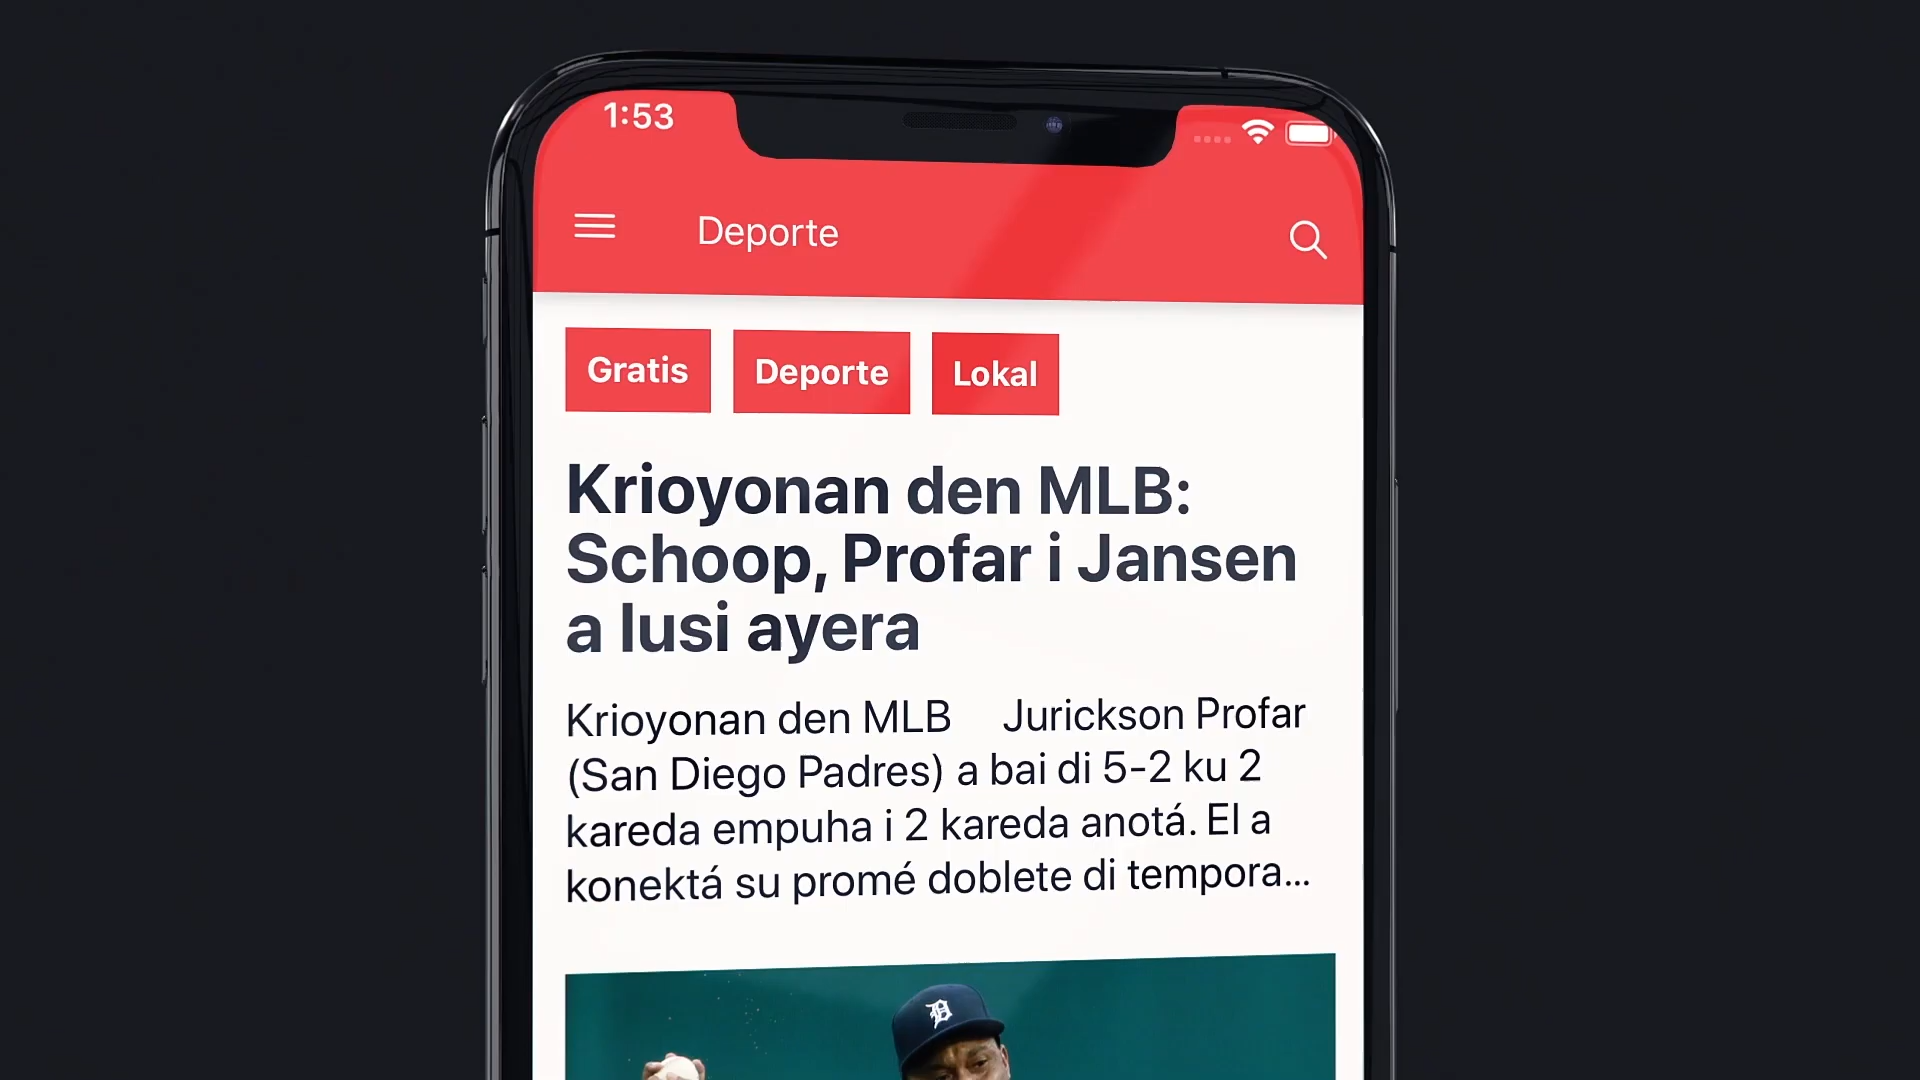 1:53
Deporte
Gratis
Deporte
Lokal
Krioyonan den MLB:
Schoop, Profar i Jansen
a lusi ayera
Krioyonan den MLB Jurickson Profar
(San Diego Padres) a bai di 5-2 ku 2
kareda empuha i 2 kareda anotá. El a
konektá su promé doblete di tempora...
D